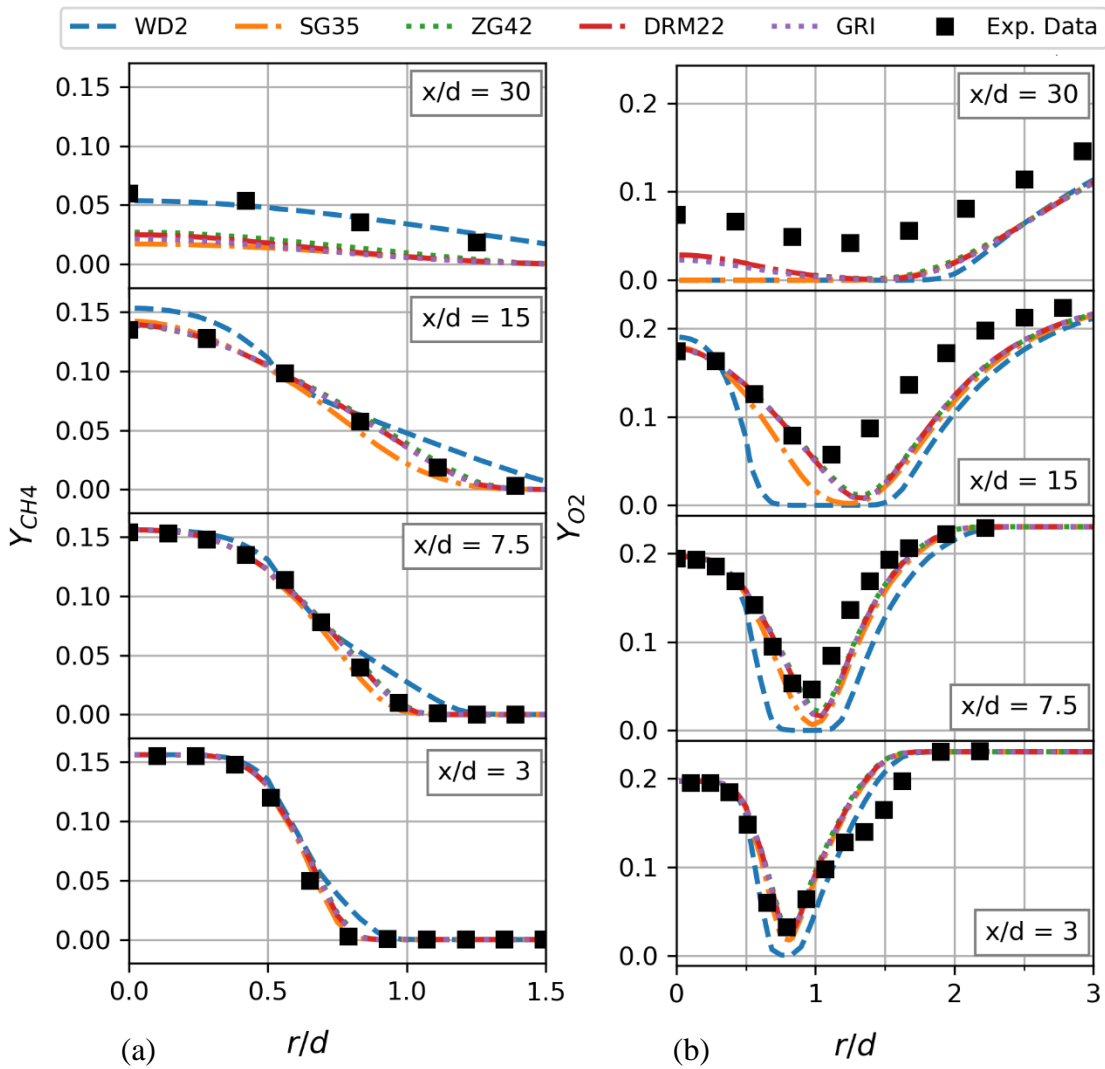 WD2 SG35 ZG42 DRM22 GRI Exp. Data
x/d = 30
0.15
0.10
0.05
0.00
x/d = 15
0.15
0.10
0.05
0.00
x/d = 7.5
0.15
0.10
0.05
0.00
x/d = 3
0.15
0.10
0.05
0.00
Y_CH4
0.0 0.5 1.0 1.5
(a) r/d
x/d = 30
0.2
0.1
0.0
0.2
0.1
x/d = 15
0.0
0.2
0.1
x/d = 7.5
0.0
0.2
0.1
x/d = 3
0.0
Y_O2
0 1 2 3
(b) r/d